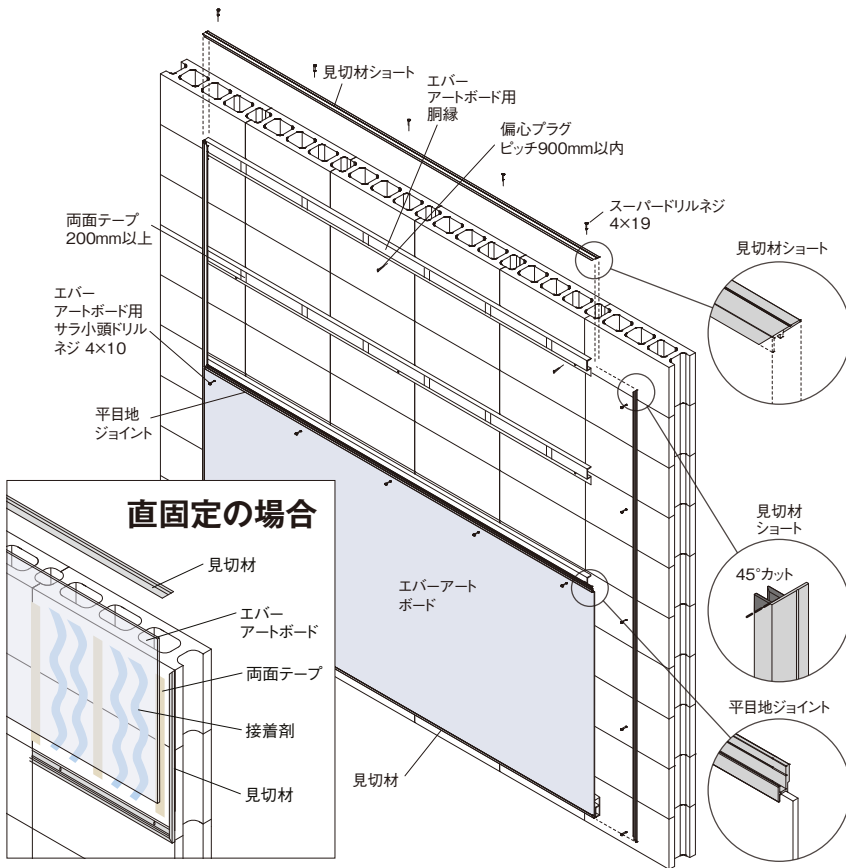 見切材ショート
エバー
アートボード用
胴縁
偏心プラグ
ピッチ900mm以内
スーパードリルネジ
4×19
見切材ショート
両面テープ
200mm以上
エバー
アートボード用
サラ小頭ドリル
ネジ 4×10
平目地
ジョイント
エバーアート
ボード
見切材
見切材
ショート
45°カット
平目地ジョイント
直固定の場合
見切材
エバー
アートボード
両面テープ
接着剤
見切材